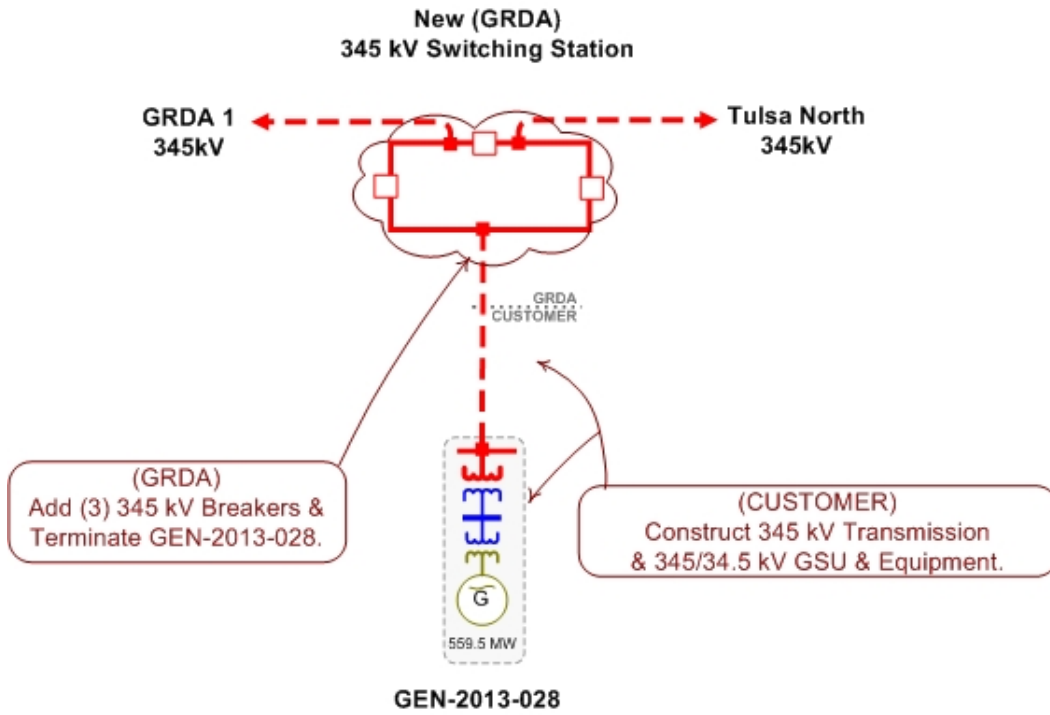 New (GRDA)
345 kV Switching Station
GRDA 1
345kV
Tulsa North
345kV
GRDA
CUSTOMER
(GRDA)
Add (3) 345 kV Breakers &
Terminate GEN-2013-028.
(CUSTOMER)
Construct 345 kV Transmission
& 345/34.5 kV GSU & Equipment.
G
559.5 MW
GEN-2013-028